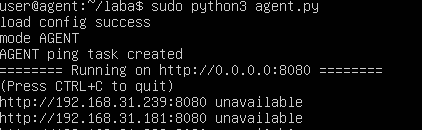 user@agent:~/laba$ sudo python3 agent.py
load config success
mode AGENT
AGENT ping task created
======== Running on http://0.0.0.0:8080 ========
(Press CTRL+C to quit)
http://192.168.31.239:8080 unavailable
http://192.168.31.181:8080 unavailable